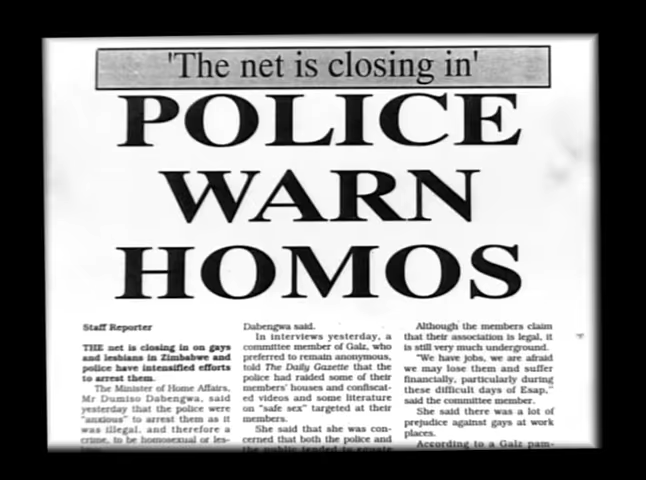 'The net is closing in'
POLICE
WARN
HOMOS
Staff Reporter
THE net is closing in on gays
and lesbians in Zimbabwe and
police have intensified efforts
to arrest them.
The Minister of Home Affairs,
Mr Dumiso Dabengwa, said
yesterday that the police were
"anxious" to arrest them as it
was illegal, and therefore a
crime, to be homosexual or les-
Dabengwa said.
In interviews yesterday, a
committee member of Galz, who
preferred to remain anonymous,
told The Daily Gazette that the
police had raided some of their
members' houses and confiscat-
ed videos and some literature
on "safe sex" targeted at their
members.
She said that she was con-
cerned that both the police and
the public tended to equate
Although the members claim
that their association is legal, it
is still very much underground.
"We have jobs, we are afraid
we may lose them and suffer
financially, particularly during
these difficult days of Esap,"
said the committee member.
She said there was a lot of
prejudice against gays at work
places.
According to a Galz pam-